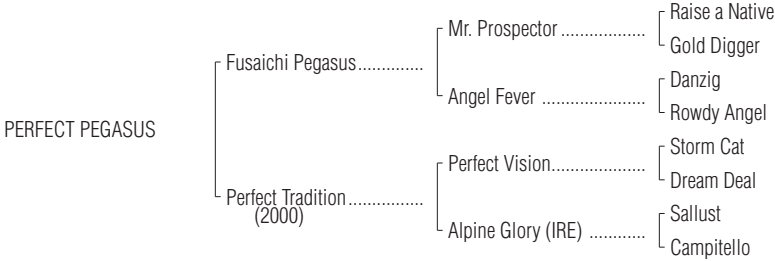 Raise a Native
Mr. Prospector ....................
Gold Digger
Fusaichi Pegasus..............
Danzig
Angel Fever ......................
Rowdy Angel
PERFECT PEGASUS
Storm Cat
Perfect Vision....................
Dream Deal
Perfect Tradition................
(2000)
Sallust
Alpine Glory (IRE) ............
Campitello